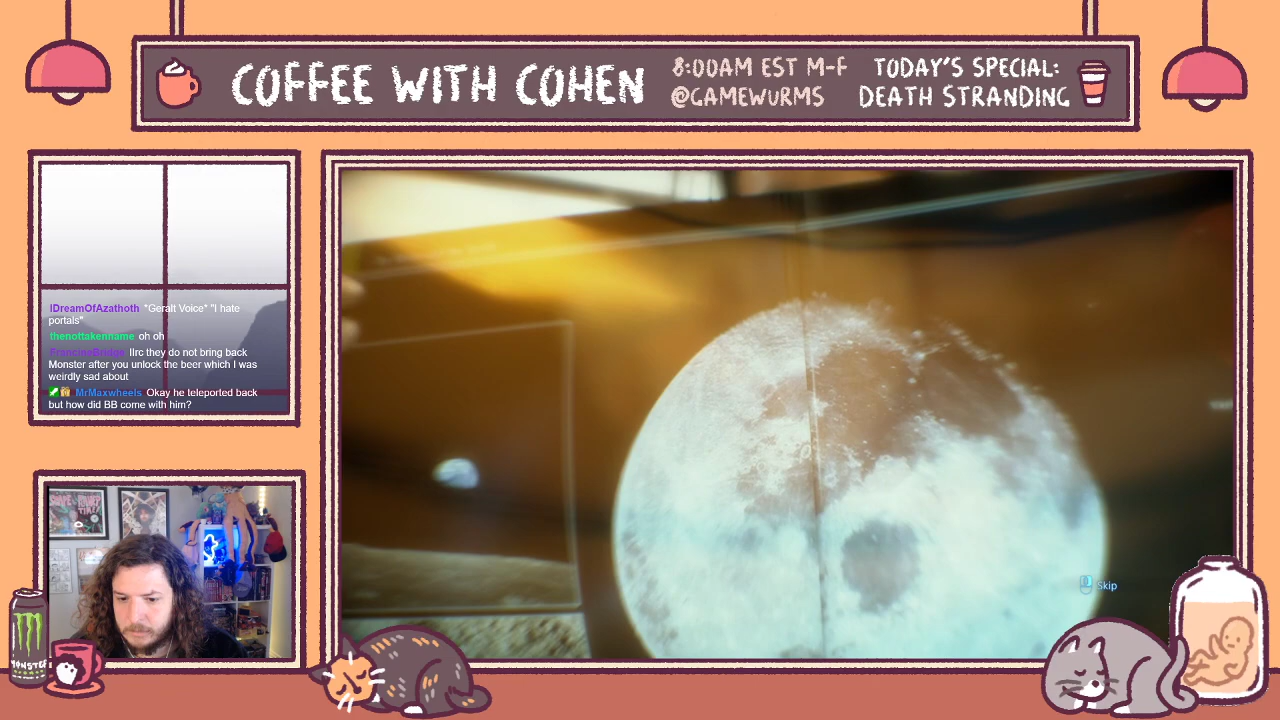 COFFEE WITH COHEN
8:00AM EST M-F
@GAMEWURMS
TODAY'S SPECIAL:
DEATH STRANDING
IDreamOfAzathoth *Geralt Voice* "I hate
portals"
thenottakenname oh oh
FrancineBridge IIrc they do not bring back
Monster after you unlock the beer which I was
weirdly sad about
MrMaxwheels Okay he teleported back
but how did BB come with him?
Skip
MONSTER